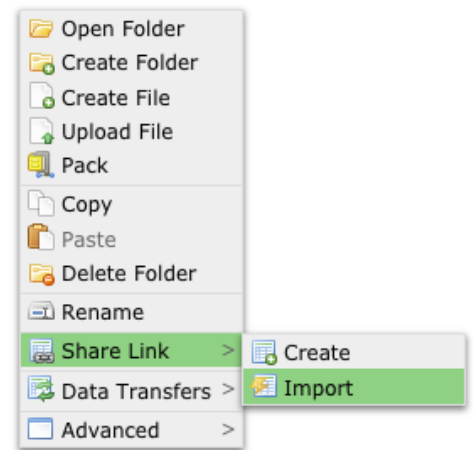 Open Folder
Create Folder
Create File
Upload File
Pack
Copy
Paste
Delete Folder
Rename
Share Link >
Create
Import
Data Transfers >
Advanced >